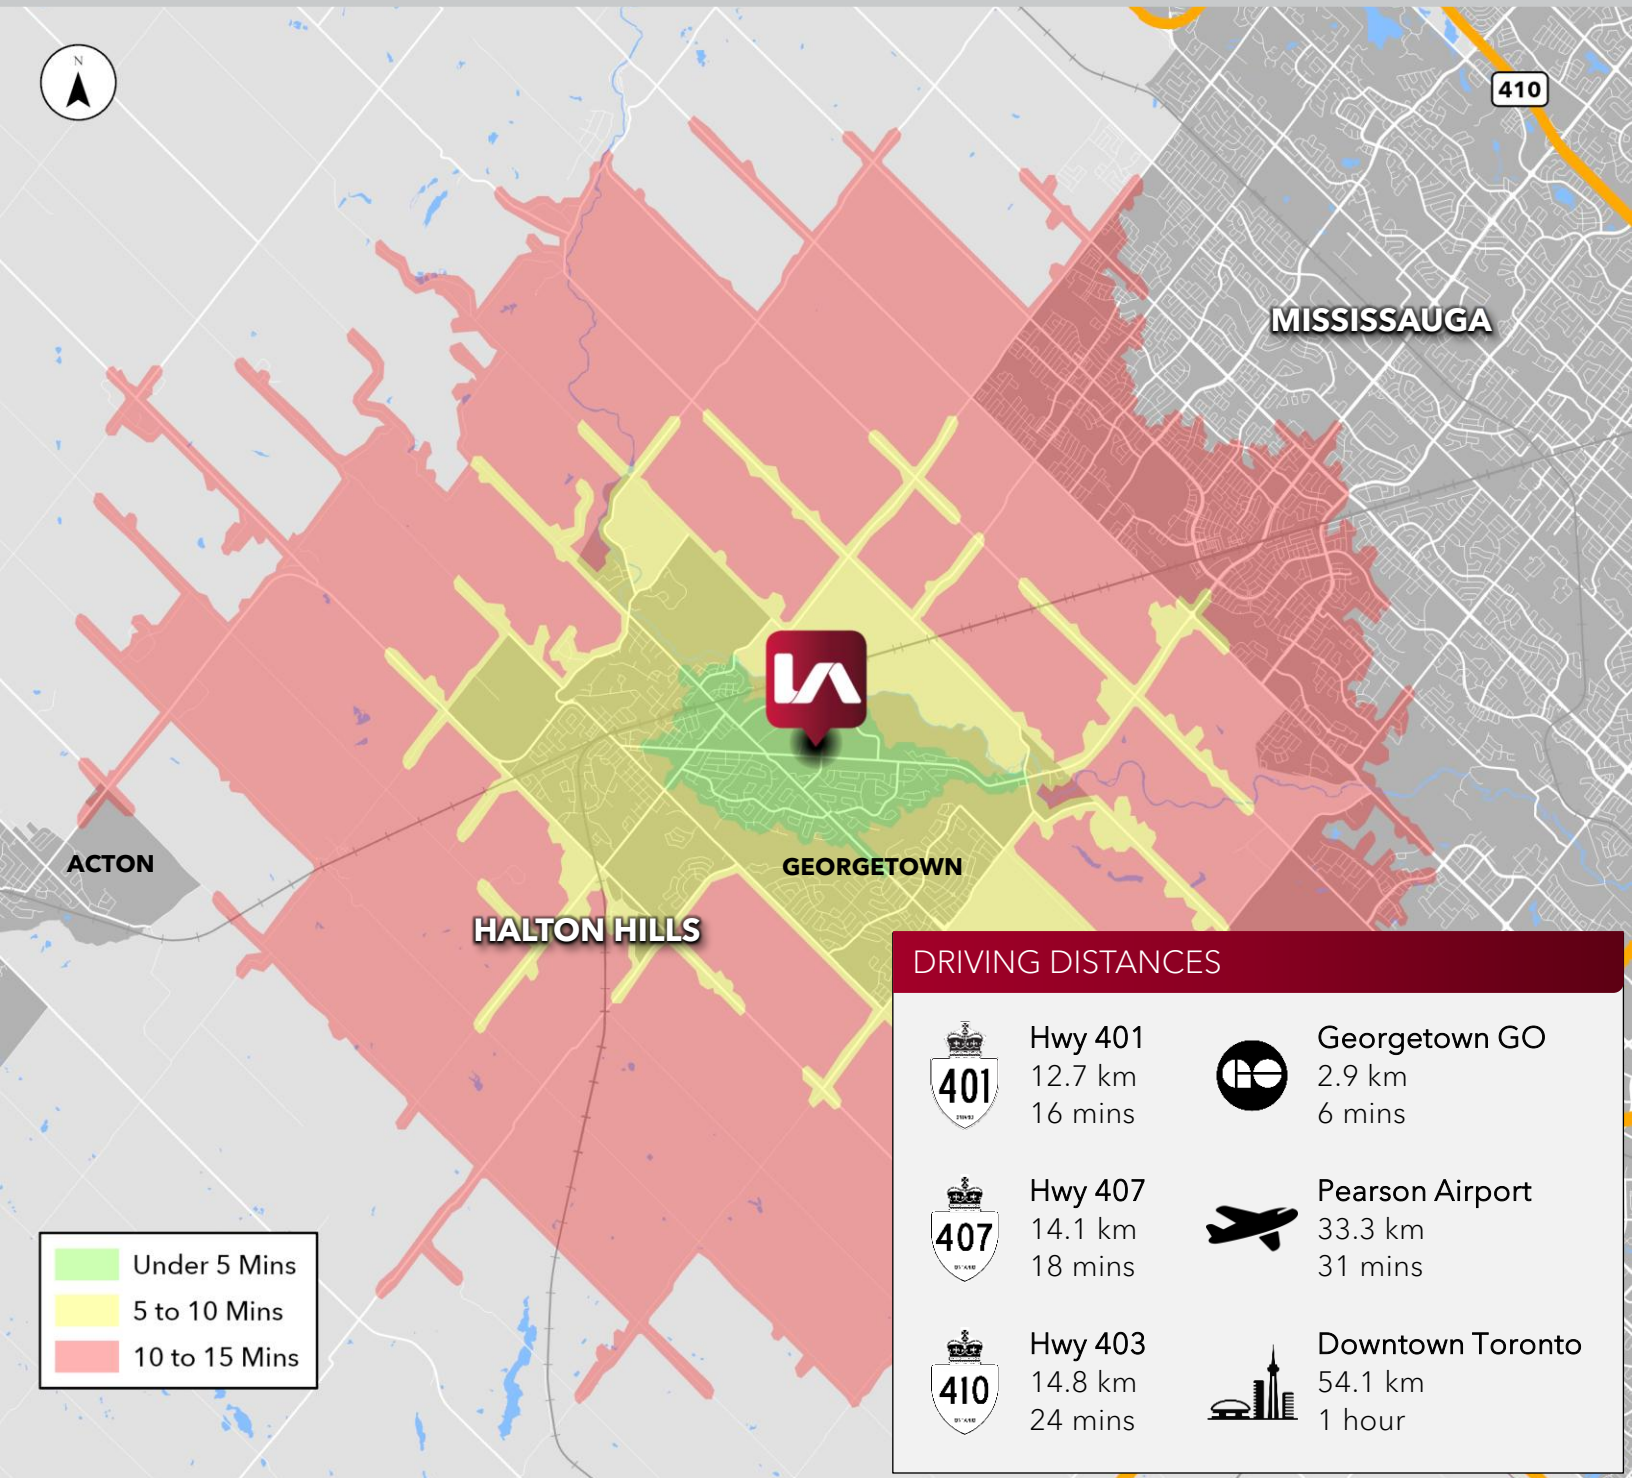 N
410
MISSISSAUGA
ACTON
GEORGETOWN
HALTON HILLS
DRIVING DISTANCES
401
Hwy 401
12.7 km
16 mins
GO
Georgetown GO
2.9 km
6 mins
407
Hwy 407
14.1 km
18 mins
Pearson Airport
33.3 km
31 mins
410
Hwy 403
14.8 km
24 mins
Downtown Toronto
54.1 km
1 hour
Under 5 Mins
5 to 10 Mins
10 to 15 Mins